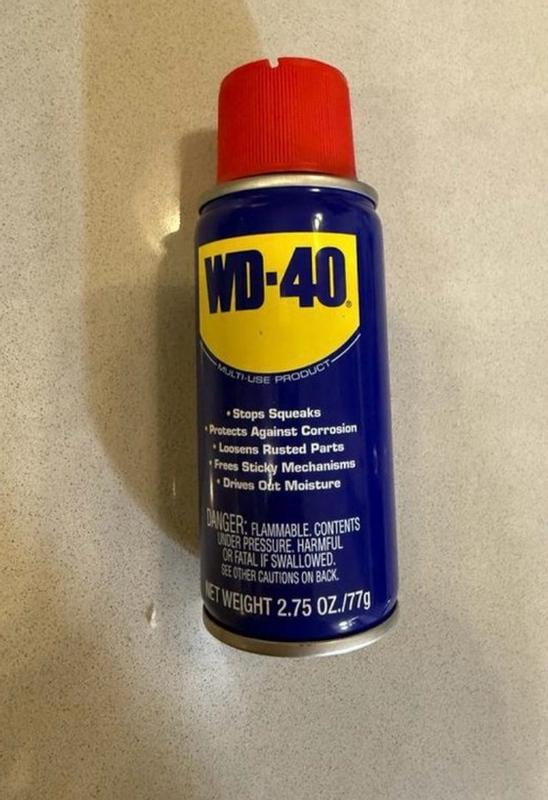 WD-40®
MULTI-USE PRODUCT
• Stops Squeaks
• Protects Against Corrosion
• Loosens Rusted Parts
• Frees Sticky Mechanisms
• Drives Out Moisture
DANGER: FLAMMABLE. CONTENTS
UNDER PRESSURE. HARMFUL
OR FATAL IF SWALLOWED.
SEE OTHER CAUTIONS ON BACK.
NET WEIGHT 2.75 OZ./77g